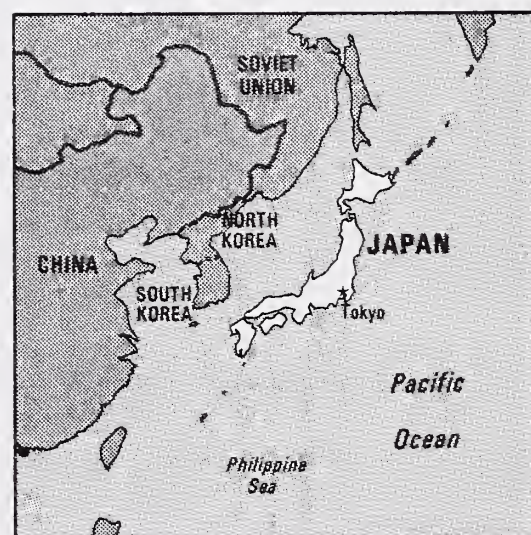 SOVIET
UNION
NORTH
KOREA
CHINA
JAPAN
SOUTH
KOREA
Tokyo
Pacific
Ocean
Philippine
Sea